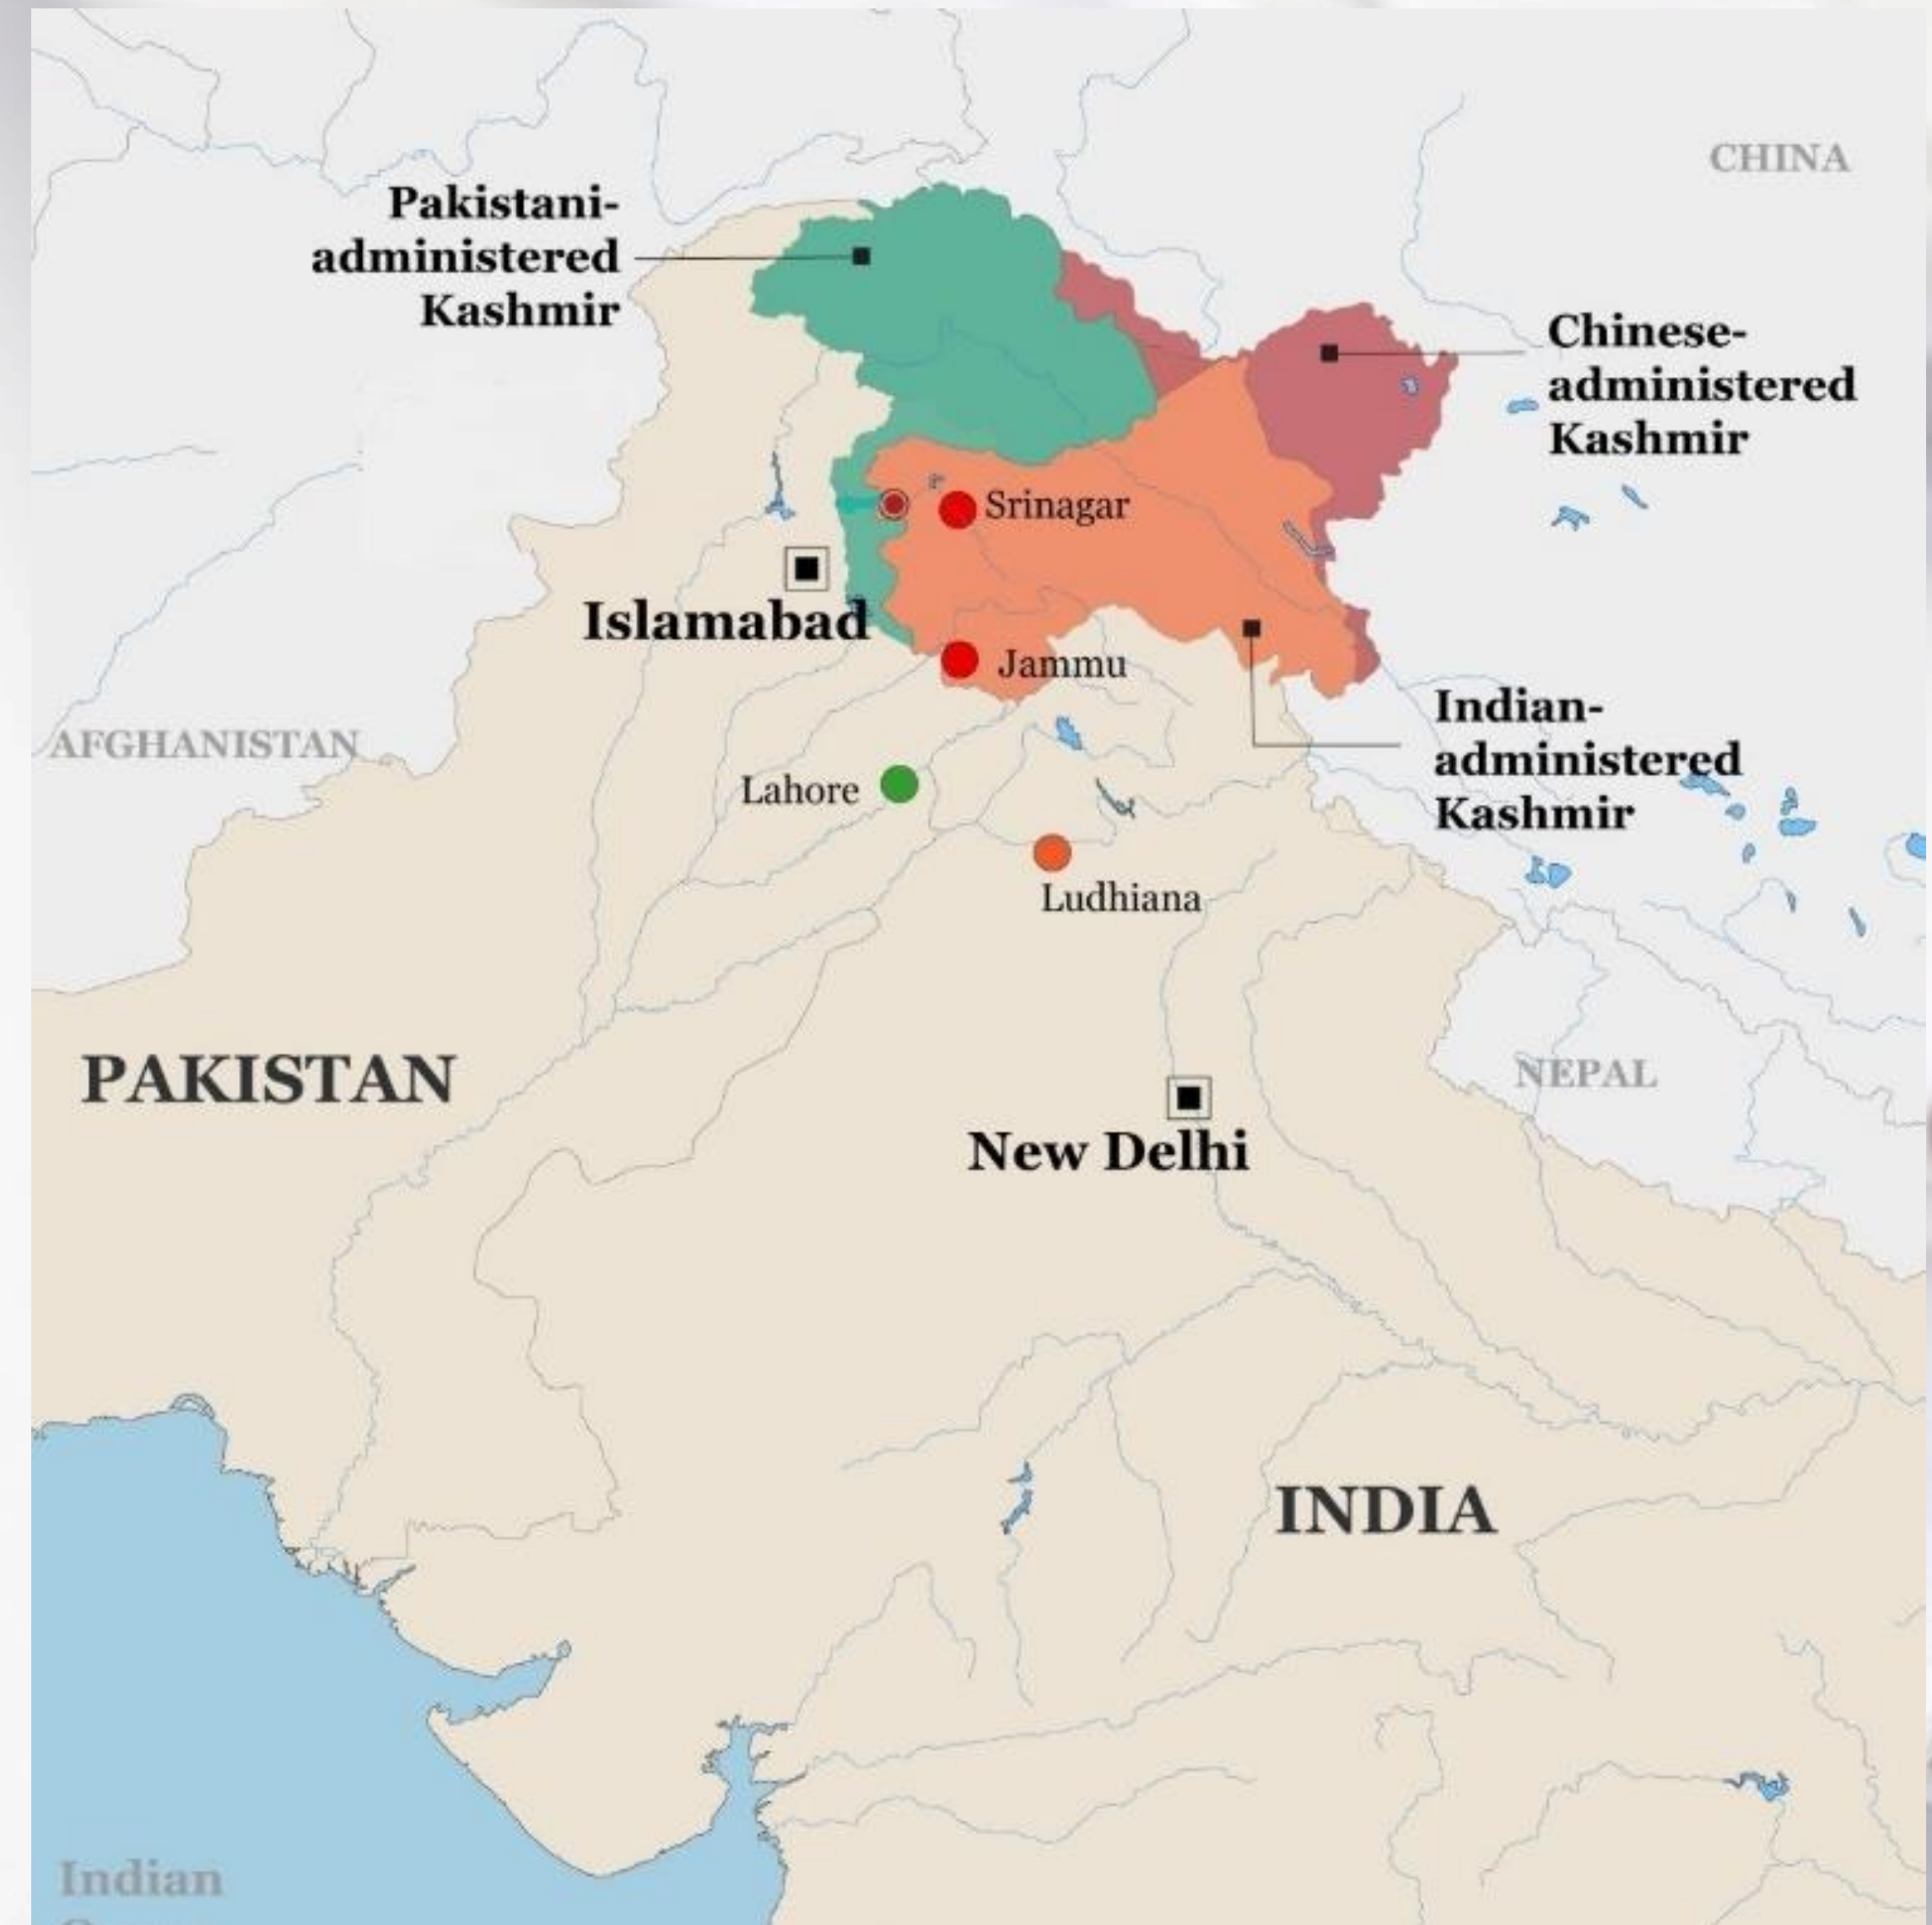 CHINA
Pakistani-
administered
Kashmir
Chinese-
administered
Kashmir
Srinagar
Islamabad
Jammu
Indian-
administered
Kashmir
AFGHANISTAN
Lahore
Ludhiana
PAKISTAN
NEPAL
New Delhi
INDIA
Indian